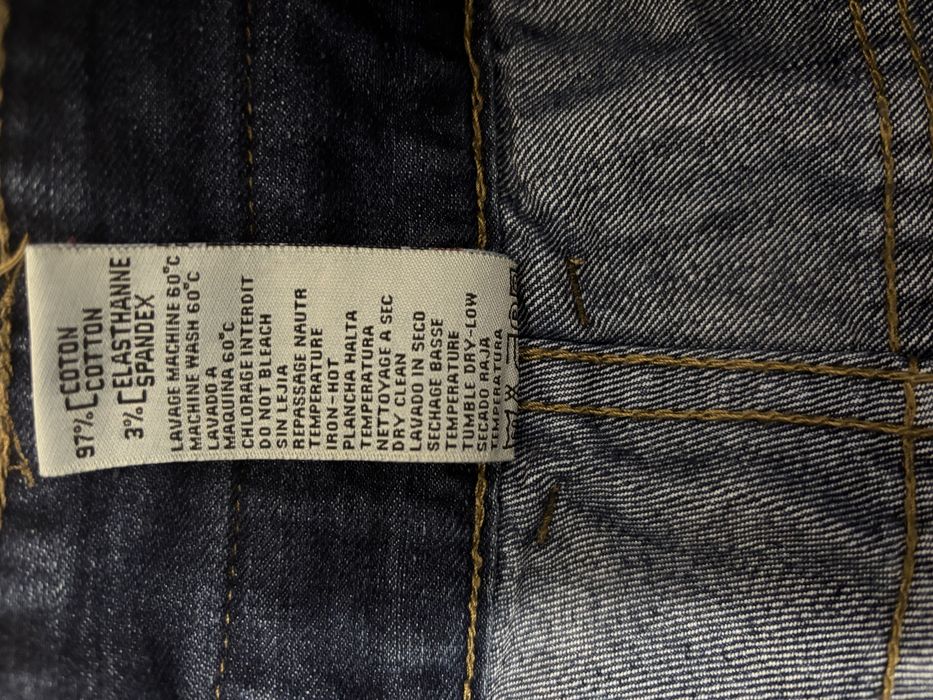 97% COTON
COTTON
3% ELASTHANNE
SPANDEX
LAVAGE MACHINE 60°C
MACHINE WASH 60°C
LAVADO A
MAQUINA 60°C
CHLORAGE INTERDIT
DO NOT BLEACH
SIN LEJIA
REPASSAGE NAUTR
TEMPERATURE
IRON-HOT
PLANCHA HALTA
TEMPERATURA
NETTOYAGE A SEC
DRY CLEAN
LAVADO IN SECO
SECHAGE BASSE
TEMPERATURE
TUMBLE DRY-LOW
SECADO RAJA
TEMPERATURA